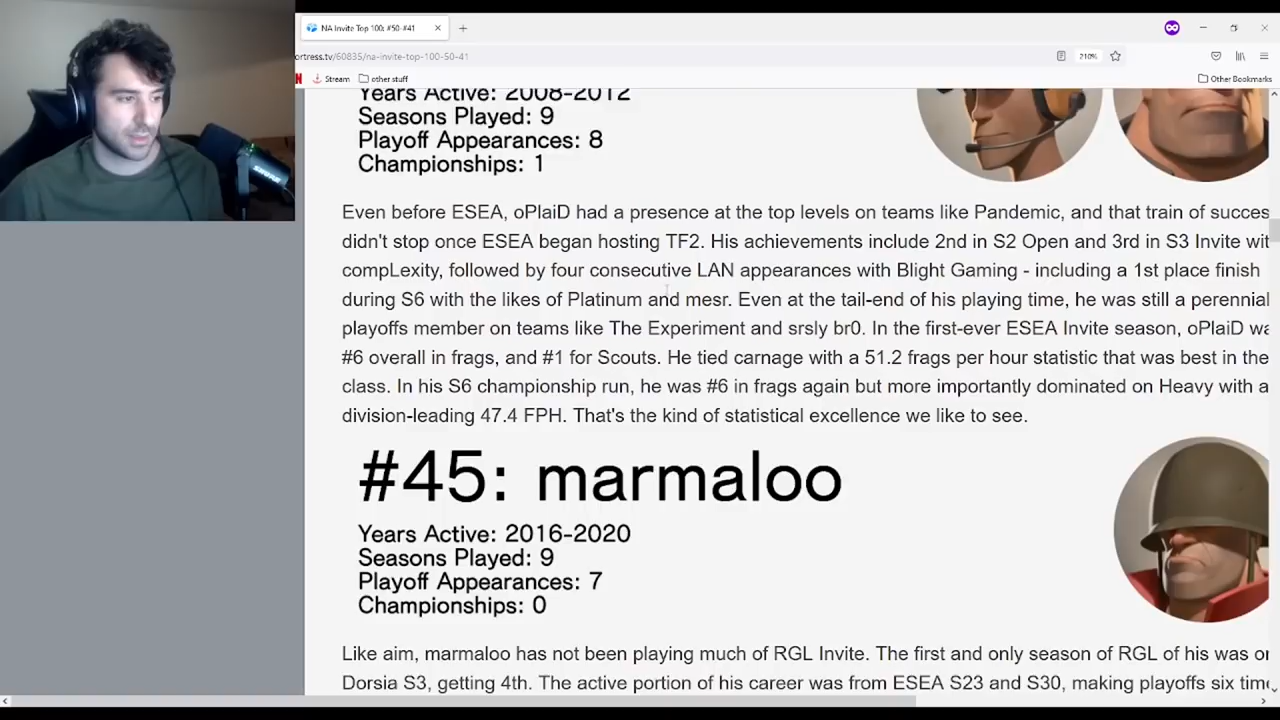 NA Invite Top 100: #50-#41
ortress.tv/60835/na-invite-top-100-50-41
210%
Stream
other stuff
Other Bookmarks
Years Active: 2008-2012
Seasons Played: 9
Playoff Appearances: 8
Championships: 1
Even before ESEA, oPlaiD had a presence at the top levels on teams like Pandemic, and that train of succes
didn't stop once ESEA began hosting TF2. His achievements include 2nd in S2 Open and 3rd in S3 Invite wit
compLexity, followed by four consecutive LAN appearances with Blight Gaming - including a 1st place finish
during S6 with the likes of Platinum and mesr. Even at the tail-end of his playing time, he was still a perennial
playoffs member on teams like The Experiment and srsly br0. In the first-ever ESEA Invite season, oPlaiD wa
#6 overall in frags, and #1 for Scouts. He tied carnage with a 51.2 frags per hour statistic that was best in the
class. In his S6 championship run, he was #6 in frags again but more importantly dominated on Heavy with a
division-leading 47.4 FPH. That's the kind of statistical excellence we like to see.
#45: marmaloo
Years Active: 2016-2020
Seasons Played: 9
Playoff Appearances: 7
Championships: 0
Like aim, marmaloo has not been playing much of RGL Invite. The first and only season of RGL of his was or
Dorsia S3, getting 4th. The active portion of his career was from ESEA S23 and S30, making playoffs six time
SHURE